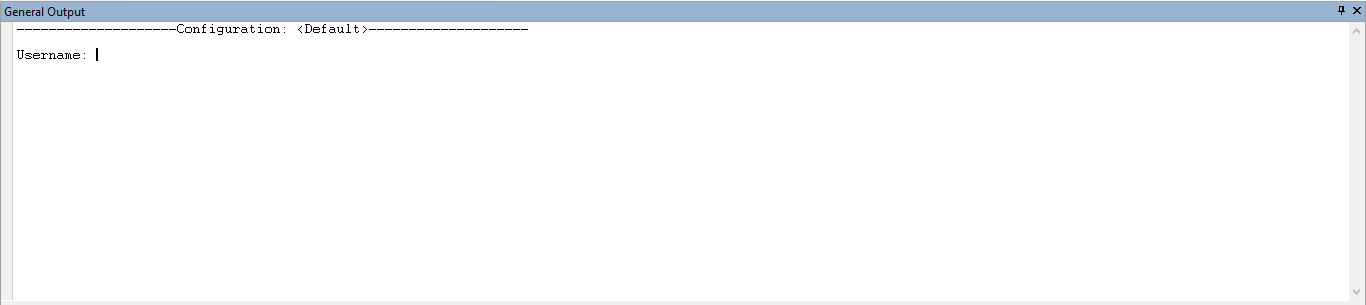 General Output
--------------------Configuration: <Default>--------------------
Username: